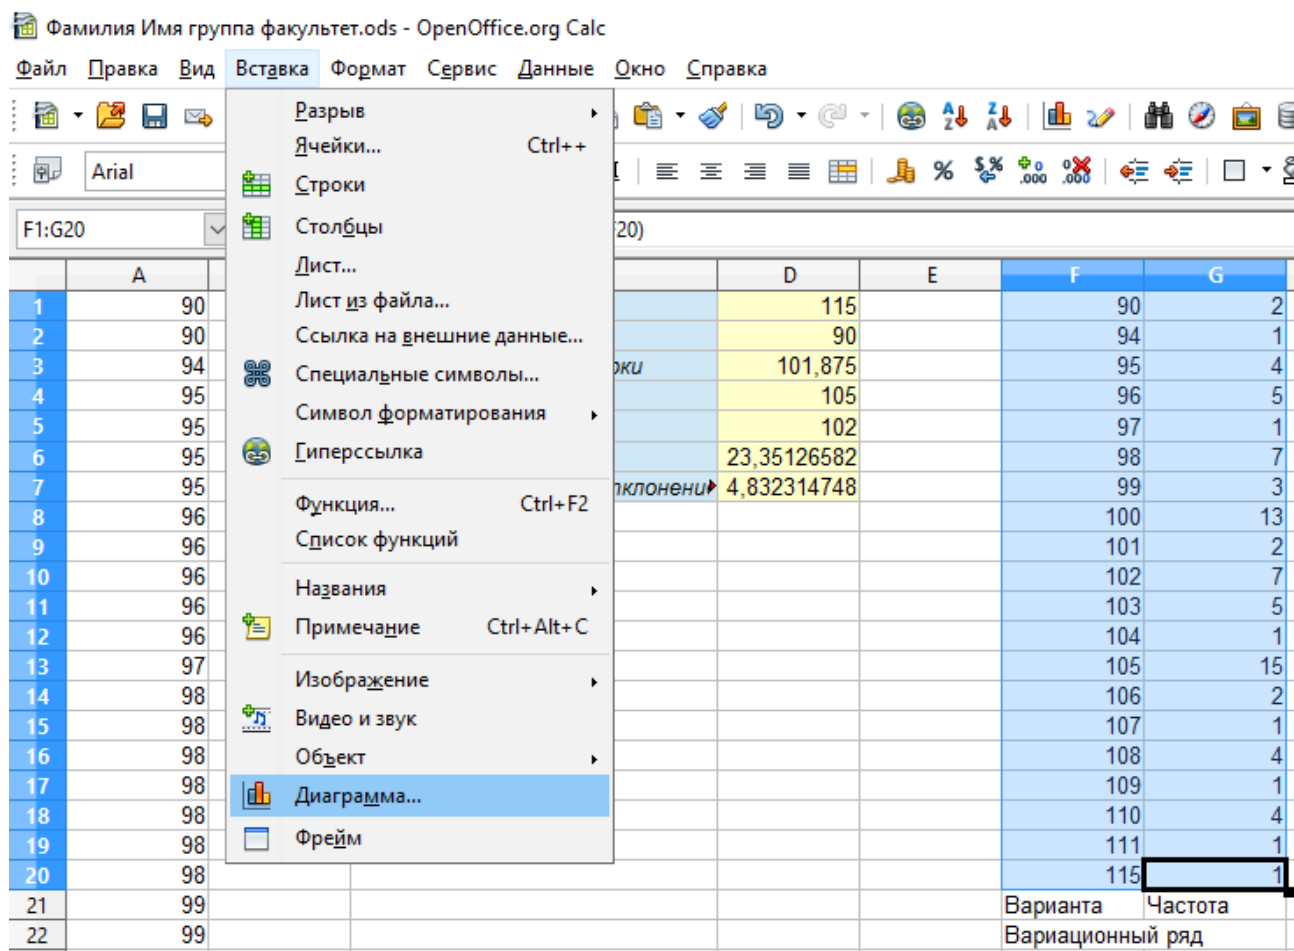 Фамилия Имя группа факультет.ods - OpenOffice.org Calc
Файл Правка Вид Вставка Формат Сервис Данные Окно Справка
Arial
F1:G20 20)
Разрыв
Ячейки... Ctrl++
Строки
Столбцы
Лист...
Лист из файла...
Ссылка на внешние данные...
Специальные символы...
Символ форматирования
Гиперссылка
Функция... Ctrl+F2
Список функций
Названия
Примечание Ctrl+Alt+C
Изображение
Видео и звук
Объект
Диаграмма...
Фрейм
A D E F G
1 90 115 90 2
2 90 90 94 1
3 94 101,875 95 4
4 95 105 96 5
5 95 102 97 1
6 95 23,35126582 98 7
7 95 4,832314748 99 3
8 96 100 13
9 96 101 2
10 96 102 7
11 96 103 5
12 96 104 1
13 97 105 15
14 98 106 2
15 98 107 1
16 98 108 4
17 98 109 1
18 98 110 4
19 98 111 1
20 98 115 1
21 99 Варианта Частота
22 99 Вариационный ряд